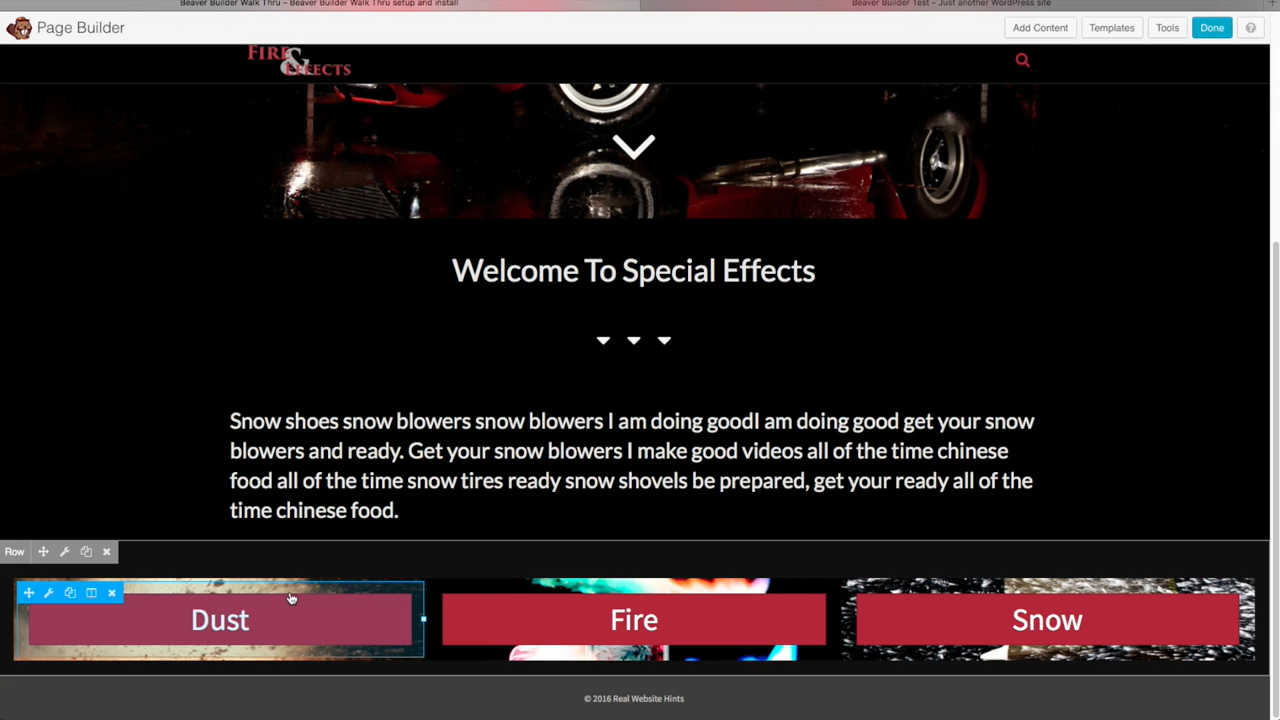 Beaver Builder Walk Thru – Beaver Builder Walk Thru setup and install
Beaver Builder Test – Just another WordPress site
Page Builder
Add Content
Templates
Tools
Done
FIRE
&
EFFECTS
Welcome To Special Effects
Snow shoes snow blowers snow blowers I am doing goodI am doing good get your snow
blowers and ready. Get your snow blowers I make good videos all of the time chinese
food all of the time snow tires ready snow shovels be prepared, get your ready all of the
time chinese food.
Row
Dust
Fire
Snow
© 2016 Real Website Hints